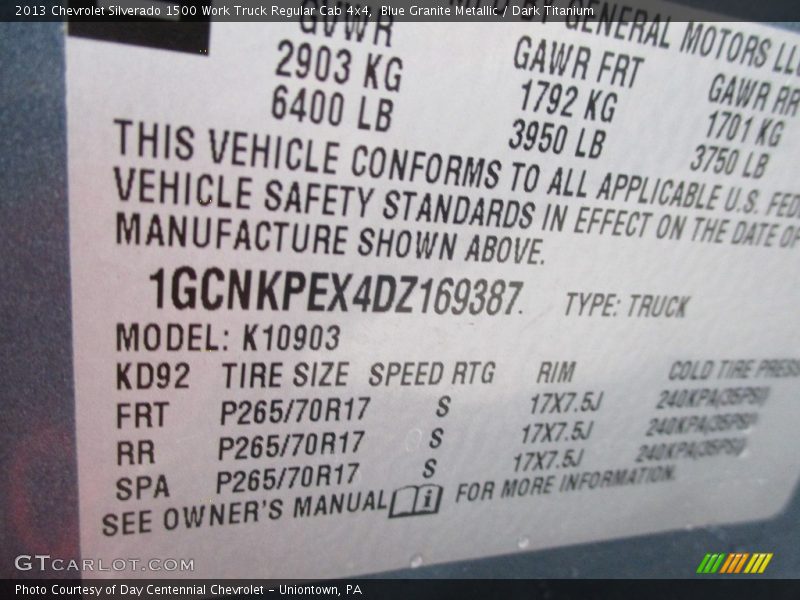 2013 Chevrolet Silverado 1500 Work Truck Regular Cab 4x4, Blue Granite Metallic / Dark Titanium
BY GENERAL MOTORS LLC
GVWR GAWR FRT GAWR RR
2903 KG 1792 KG 1701 KG
6400 LB 3950 LB 3750 LB
THIS VEHICLE CONFORMS TO ALL APPLICABLE U.S. FED
VEHICLE SAFETY STANDARDS IN EFFECT ON THE DATE OF
MANUFACTURE SHOWN ABOVE.
1GCNKPEX4DZ169387. TYPE: TRUCK
MODEL: K10903
KD92 TIRE SIZE SPEED RTG RIM COLD TIRE PRESS
FRT P265/70R17 S 17X7.5J 240KPA(35PSI)
RR P265/70R17 S 17X7.5J 240KPA(35PSI)
SPA P265/70R17 S 17X7.5J 240KPA(35PSI)
SEE OWNER'S MANUAL i FOR MORE INFORMATION.
GTCARLOT.COM
Photo Courtesy of Day Centennial Chevrolet – Uniontown, PA